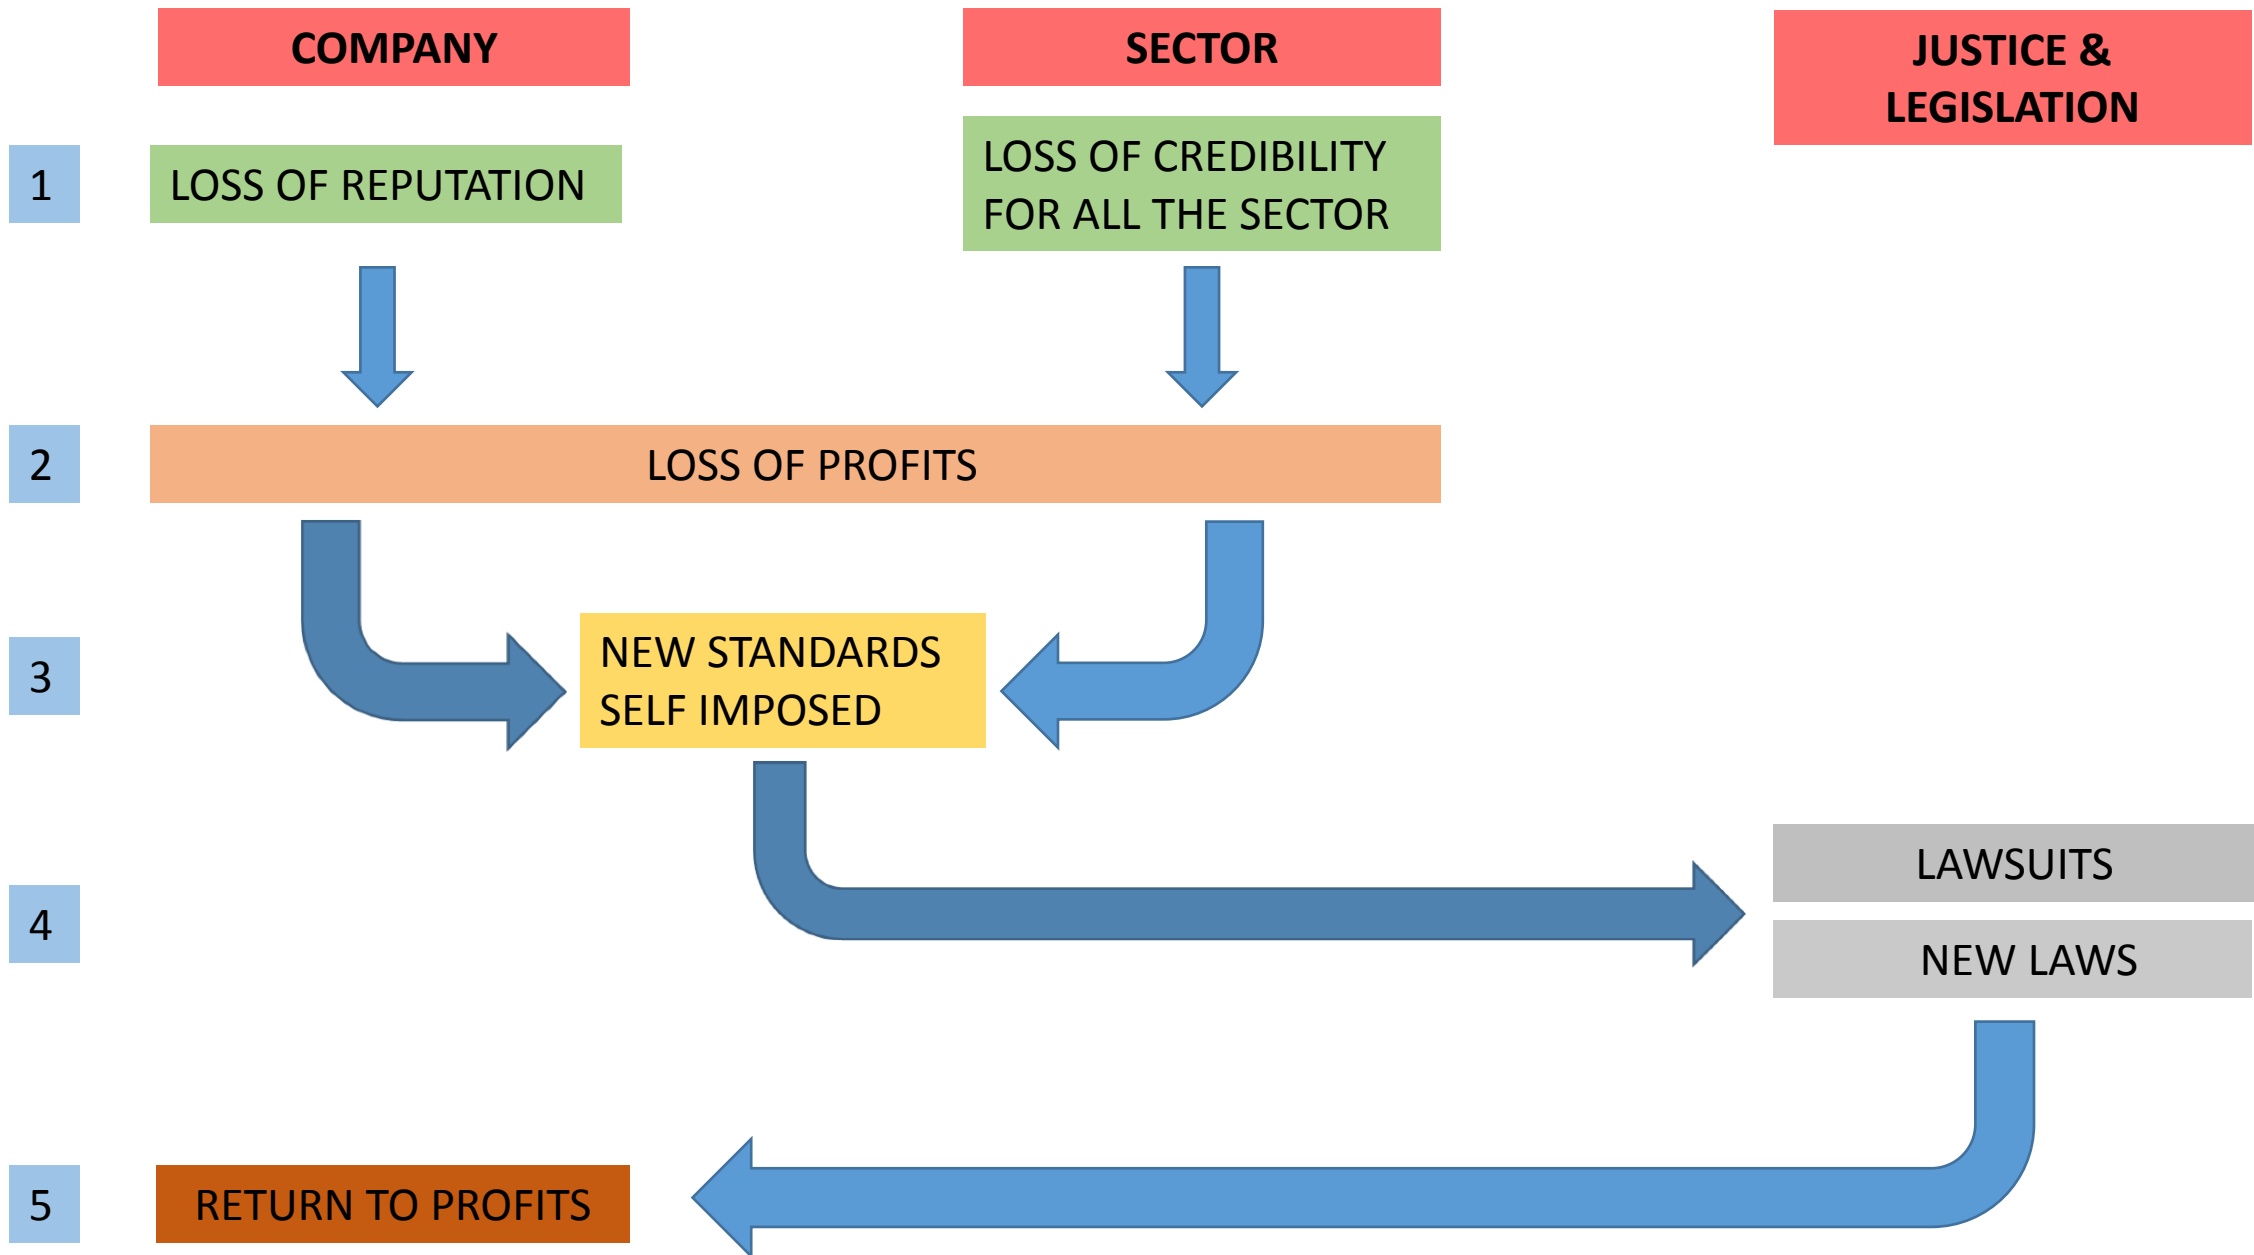 COMPANY
SECTOR
JUSTICE &
LEGISLATION
1
LOSS OF REPUTATION
LOSS OF CREDIBILITY
FOR ALL THE SECTOR
2
LOSS OF PROFITS
3
NEW STANDARDS
SELF IMPOSED
4
LAWSUITS
NEW LAWS
5
RETURN TO PROFITS